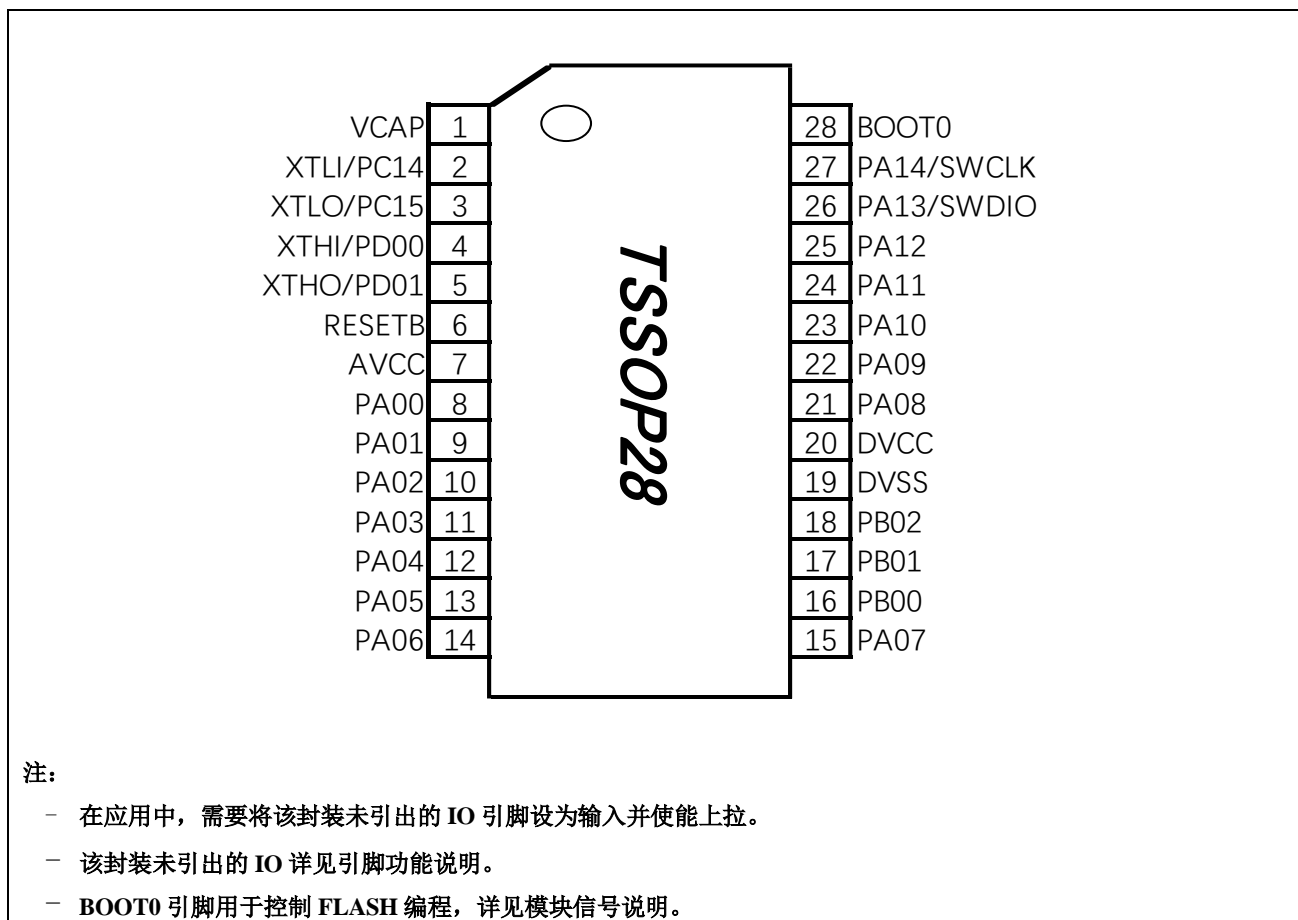 VCAP 1 28 BOOT0
XTLI/PC14 2 27 PA14/SWCLK
XTLO/PC15 3 26 PA13/SWDIO
XTHI/PD00 4 25 PA12
XTHO/PD01 5 24 PA11
RESETB 6 23 PA10
AVCC 7 22 PA09
PA00 8 21 PA08
PA01 9 20 DVCC
PA02 10 19 DVSS
PA03 11 18 PB02
PA04 12 17 PB01
PA05 13 16 PB00
PA06 14 15 PA07
TSSOP28
注：
- 在应用中，需要将该封装未引出的 IO 引脚设为输入并使能上拉。
- 该封装未引出的 IO 详见引脚功能说明。
- BOOT0 引脚用于控制 FLASH 编程，详见模块信号说明。